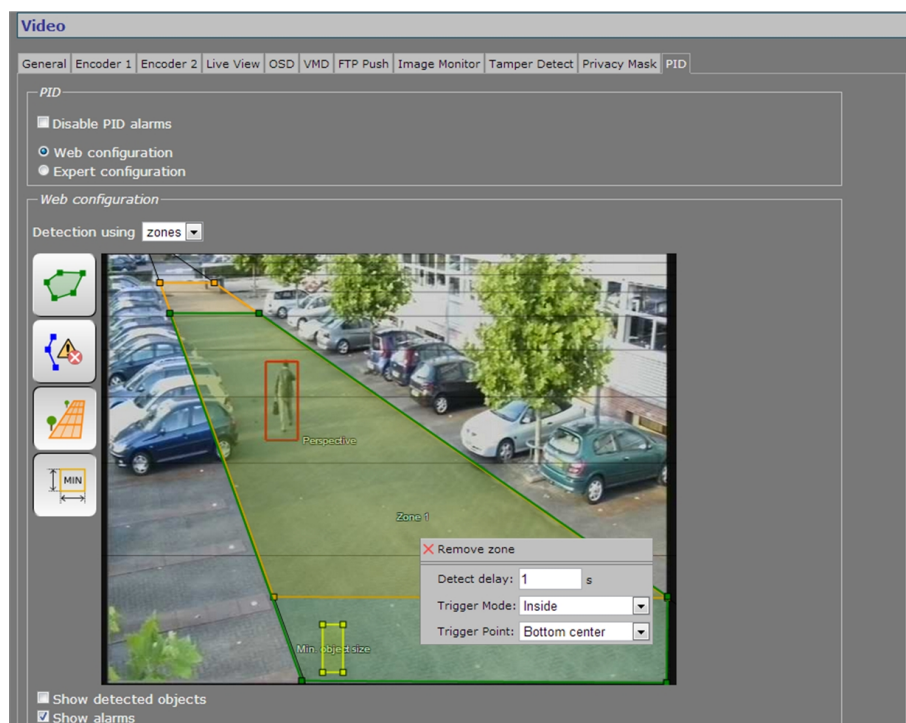 Video
General Encoder 1 Encoder 2 Live View OSD VMD FTP Push Image Monitor Tamper Detect Privacy Mask PID
PID
Disable PID alarms
Web configuration
Expert configuration
Web configuration
Detection using zones
MIN
Perspective
Zone 1
Remove zone
Detect delay: 1 s
Trigger Mode: Inside
Trigger Point: Bottom center
Min. object size
Show detected objects
Show alarms